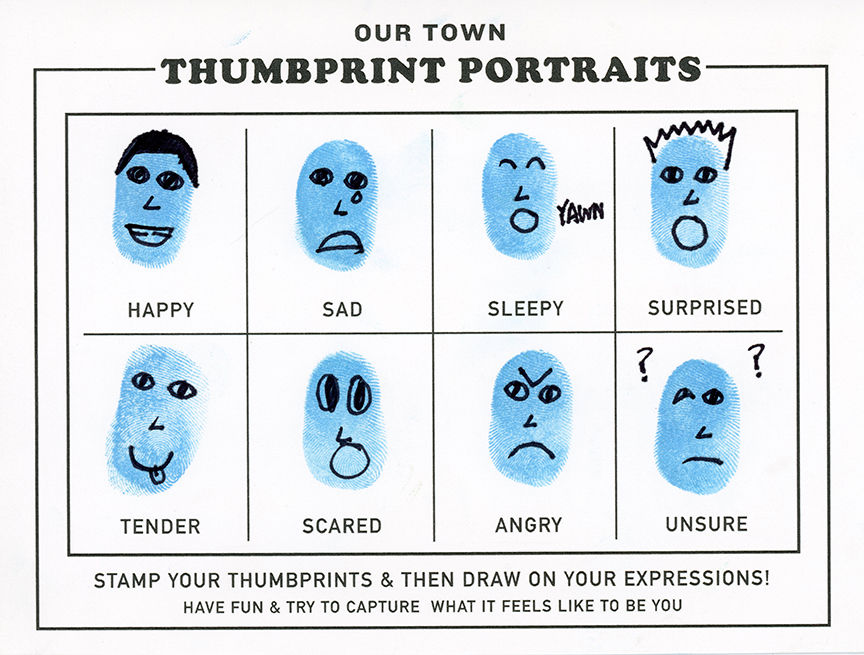 OUR TOWN
THUMBPRINT PORTRAITS
YAWN
HAPPY
SAD
SLEEPY
SURPRISED
? ?
TENDER
SCARED
ANGRY
UNSURE
STAMP YOUR THUMBPRINTS & THEN DRAW ON YOUR EXPRESSIONS!
HAVE FUN & TRY TO CAPTURE WHAT IT FEELS LIKE TO BE YOU